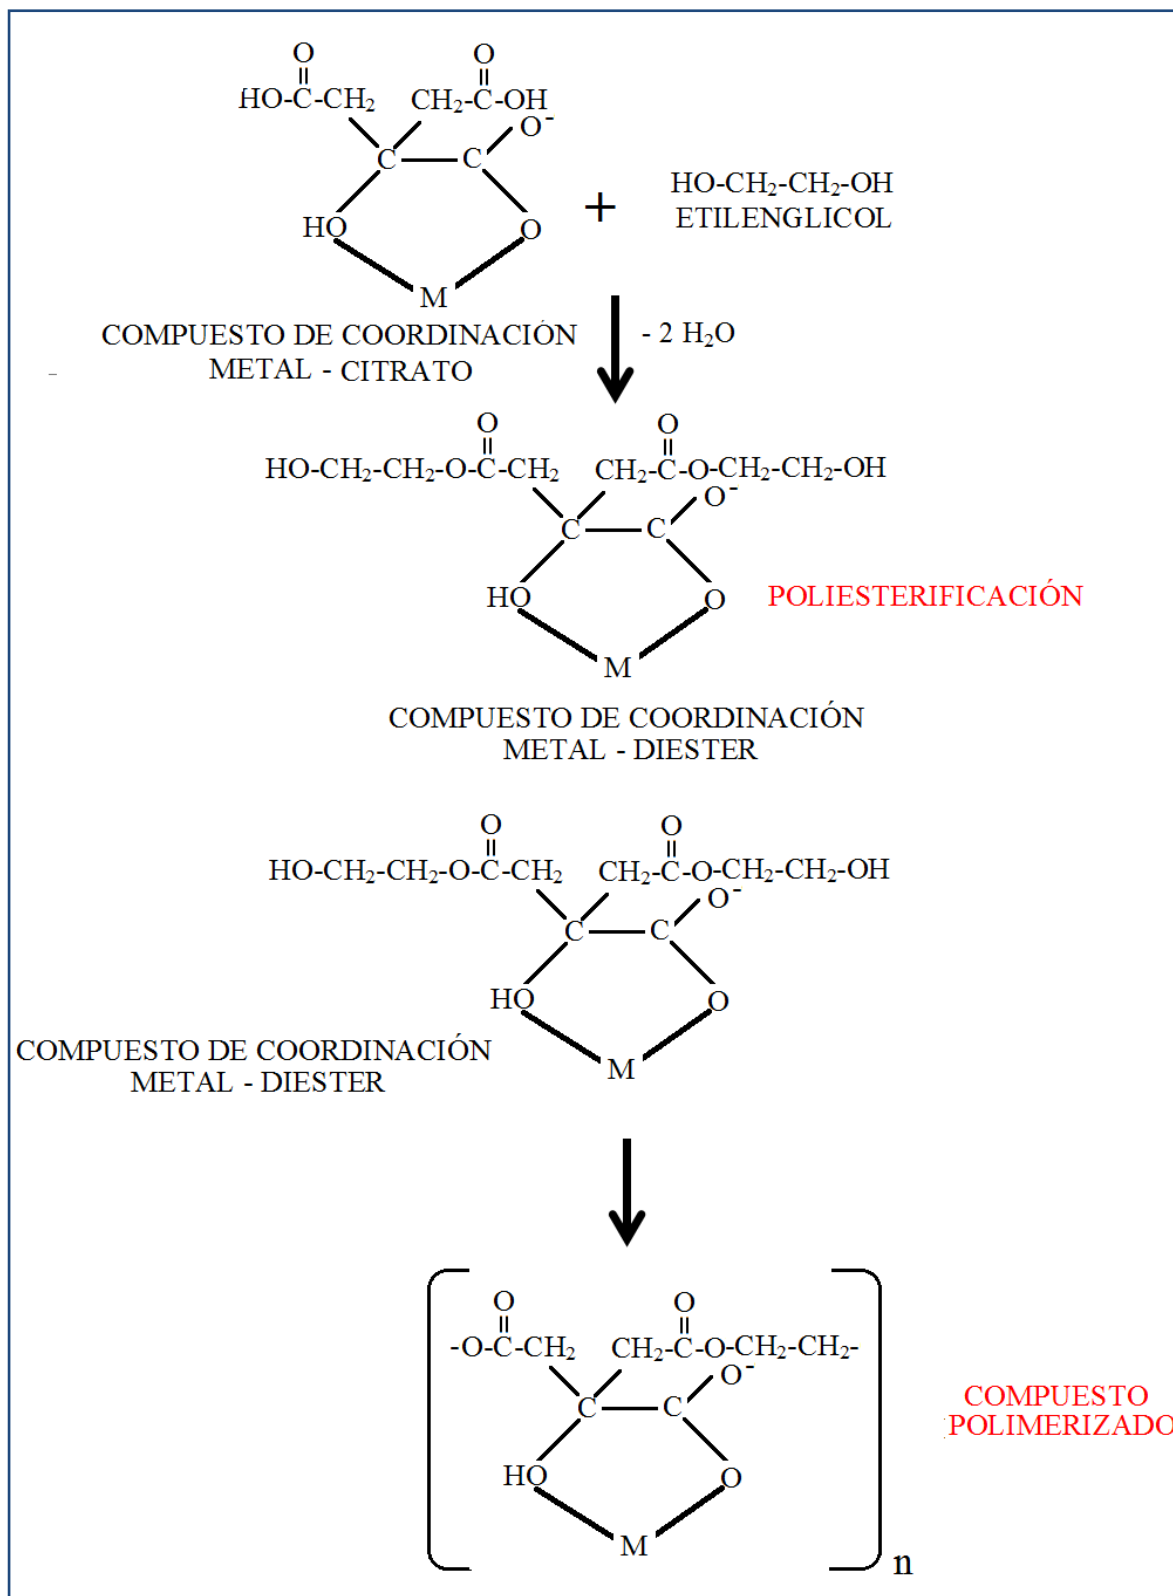 O
O
HO-C-CH₂
CH₂-C-OH
O⁻
C
C
HO
O
M
+
HO-CH₂-CH₂-OH
ETILENGLICOL
COMPUESTO DE COORDINACIÓN
METAL - CITRATO
- 2 H₂O
O
O
HO-CH₂-CH₂-O-C-CH₂
CH₂-C-O-CH₂-CH₂-OH
O⁻
C
C
HO
O
M
POLIESTERIFICACIÓN
COMPUESTO DE COORDINACIÓN
METAL - DIESTER
O
O
HO-CH₂-CH₂-O-C-CH₂
CH₂-C-O-CH₂-CH₂-OH
O⁻
C
C
HO
O
M
COMPUESTO DE COORDINACIÓN
METAL - DIESTER
O
O
-O-C-CH₂
CH₂-C-O-CH₂-CH₂-
O⁻
C
C
HO
O
M
n
COMPUESTO
POLIMERIZADO